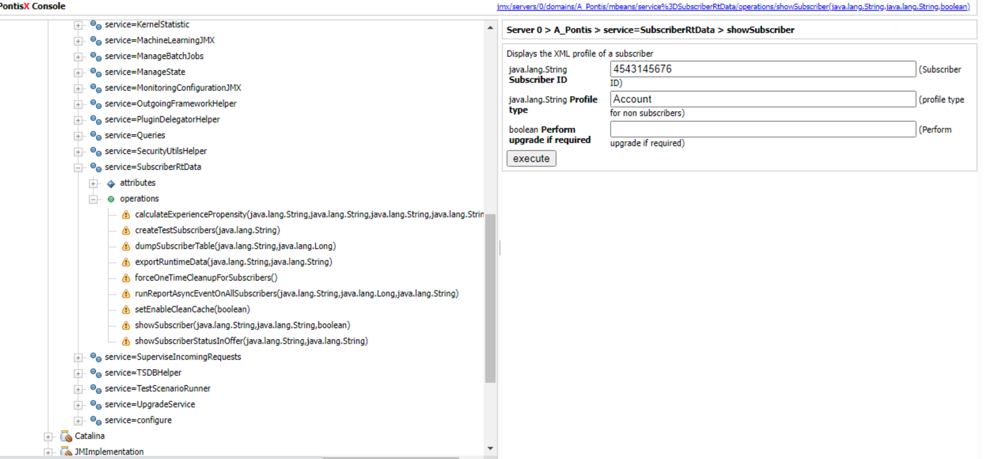 PontisX Console
jmx/servers/0/domains/A_Pontis/mbeans/service%3DSubscriberRtData/operations/showSubscriber(java.lang.String,java.lang.String,boolean)
service=KernelStatistic
service=MachineLearningJMX
service=ManageBatchJobs
service=ManageState
service=MonitoringConfigurationJMX
service=OutgoingFrameworkHelper
service=PluginDelegatorHelper
service=Queries
service=SecurityUtilsHelper
service=SubscriberRtData
attributes
operations
calculateExperiencePropensity(java.lang.String,java.lang.String,java.lang.String,java.lang.Strin
createTestSubscribers(java.lang.String)
dumpSubscriberTable(java.lang.String,java.lang.Long)
exportRuntimeData(java.lang.String,java.lang.String)
forceOneTimeCleanupForSubscribers()
runReportAsyncEventOnAllSubscribers(java.lang.String,java.lang.Long,java.lang.String)
setEnableCleanCache(boolean)
showSubscriber(java.lang.String,java.lang.String,boolean)
showSubscriberStatusInOffer(java.lang.String,java.lang.String)
service=SuperviseIncomingRequests
service=TSDBHelper
service=TestScenarioRunner
service=UpgradeService
service=configure
Catalina
JMImplementation
Server 0 > A_Pontis > service=SubscriberRtData > showSubscriber
Displays the XML profile of a subscriber
java.lang.String
Subscriber ID
4543145676
(Subscriber
ID)
java.lang.String Profile
type
Account
(profile type
for non subscribers)
boolean Perform
upgrade if required
(Perform
upgrade if required)
execute